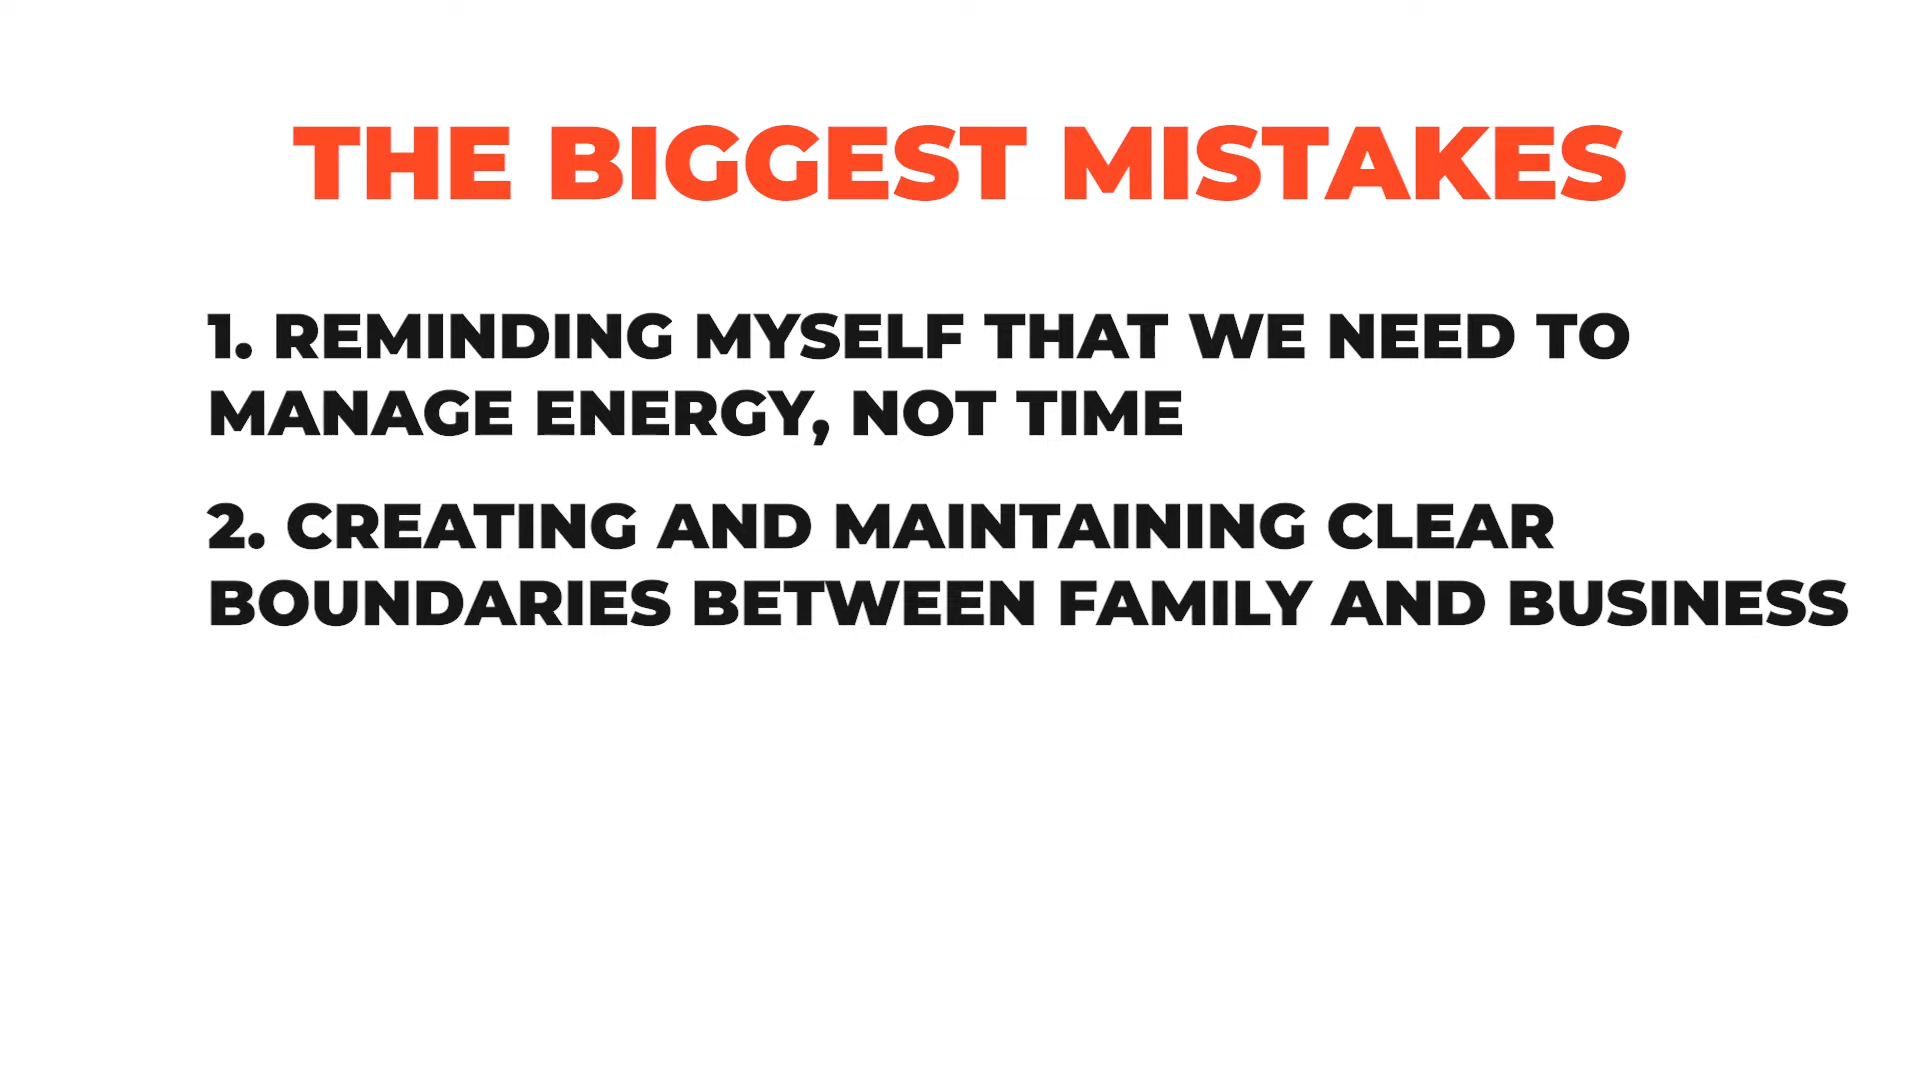 THE BIGGEST MISTAKES
1. REMINDING MYSELF THAT WE NEED TO
MANAGE ENERGY, NOT TIME
2. CREATING AND MAINTAINING CLEAR
BOUNDARIES BETWEEN FAMILY AND BUSINESS